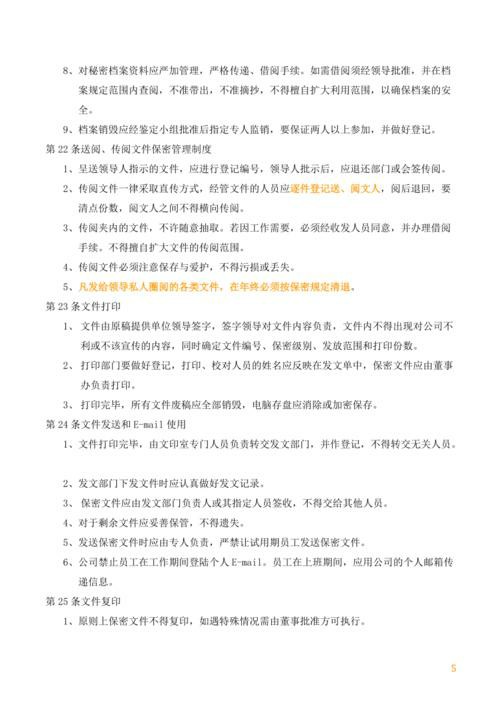 8、对秘密档案资料应严加管理，严格传递、借阅手续。如需借阅须经领导批准，并在档
案规定范围内查阅，不准带出，不准摘抄，不得擅自扩大利用范围，以确保档案的安
全。
9、档案销毁应经鉴定小组批准后指定专人监销，要保证两人以上参加，并做好登记。
第 22 条送阅、传阅文件保密管理制度
1、呈送领导人指示的文件，应进行登记编号，领导人批示后，应退还部门或会签传阅。
2、传阅文件一律采取直传方式，经管文件的人员应逐件登记送、阅文人，阅后退回，要
清点份数，阅文人之间不得横向传阅。
3、传阅夹内的文件，不许随意抽取。若因工作需要，必须经收发人员同意，并办理借阅
手续。不得擅自扩大文件的传阅范围。
4、传阅文件必须注意保存与爱护，不得污损或丢失。
5、凡发给领导私人圈阅的各类文件，在年终必须按保密规定清退。
第 23 条文件打印
1、 文件由原稿提供单位领导签字，签字领导对文件内容负责，文件内不得出现对公司不
利或不该宣传的内容，同时确定文件编号、保密级别、发放范围和打印份数。
2、 打印部门要做好登记，打印、校对人员的姓名应反映在发文单中，保密文件应由董事
办负责打印。
3、 打印完毕，所有文件废稿应全部销毁，电脑存盘应消除或加密保存。
第 24 条文件发送和 E-mail 使用
1、文件打印完毕，由文印室专门人员负责转交发文部门，并作登记，不得转交无关人员。
2、发文部门下发文件时应认真做好发文记录。
3、 保密文件应由发文部门负责人或其指定人员签收，不得交给其他人员。
4、对于剩余文件应妥善保管，不得遗失。
5、发送保密文件时应由专人负责，严禁让试用期员工发送保密文件。
6、公司禁止员工在工作期间登陆个人 E-mail。员工在上班期间，应用公司的个人邮箱传
递信息。
第 25 条文件复印
1、原则上保密文件不得复印，如遇特殊情况需由董事批准方可执行。
5